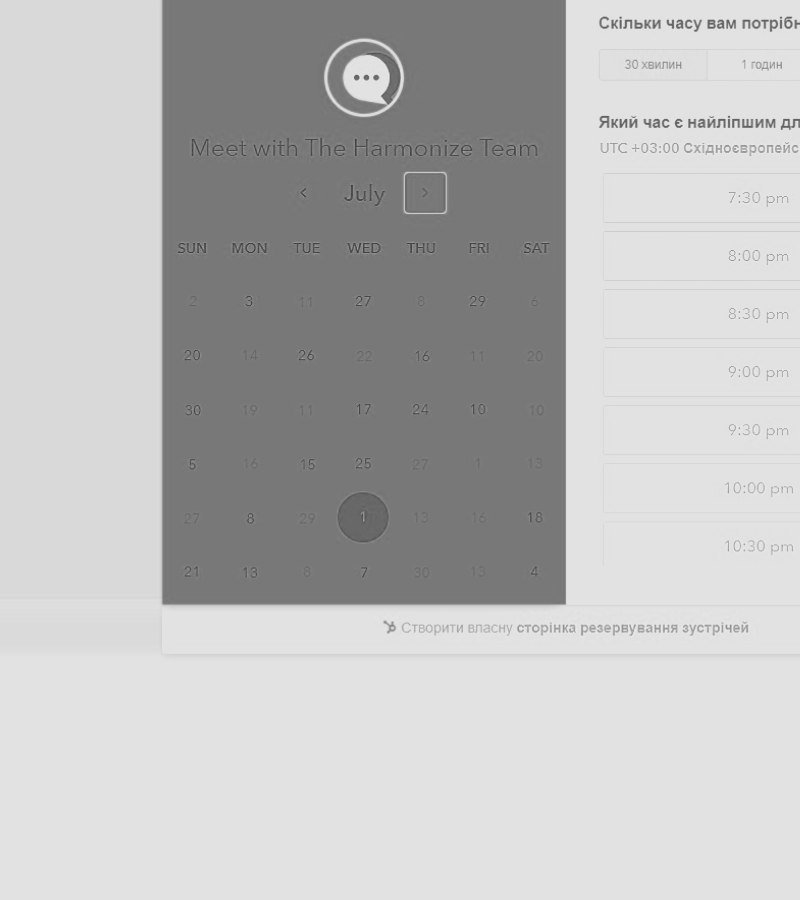 Meet with The Harmonize Team
July
SUN MON TUE WED THU FRI SAT
2 3 11 27 8 29 6
20 14 26 22 16 11 20
30 19 11 17 24 10 10
5 16 15 25 27 1 13
27 8 29 1 13 16 18
21 13 8 7 30 13 4
Скільки часу вам
30 хвилин 1 годин
Який час є найліпшим
UTC +03:00
7:30 pm
8:00 pm
8:30 pm
9:00 pm
9:30 pm
10:00 pm
10:30 pm
Створити власну сторінка резервування зустрічей